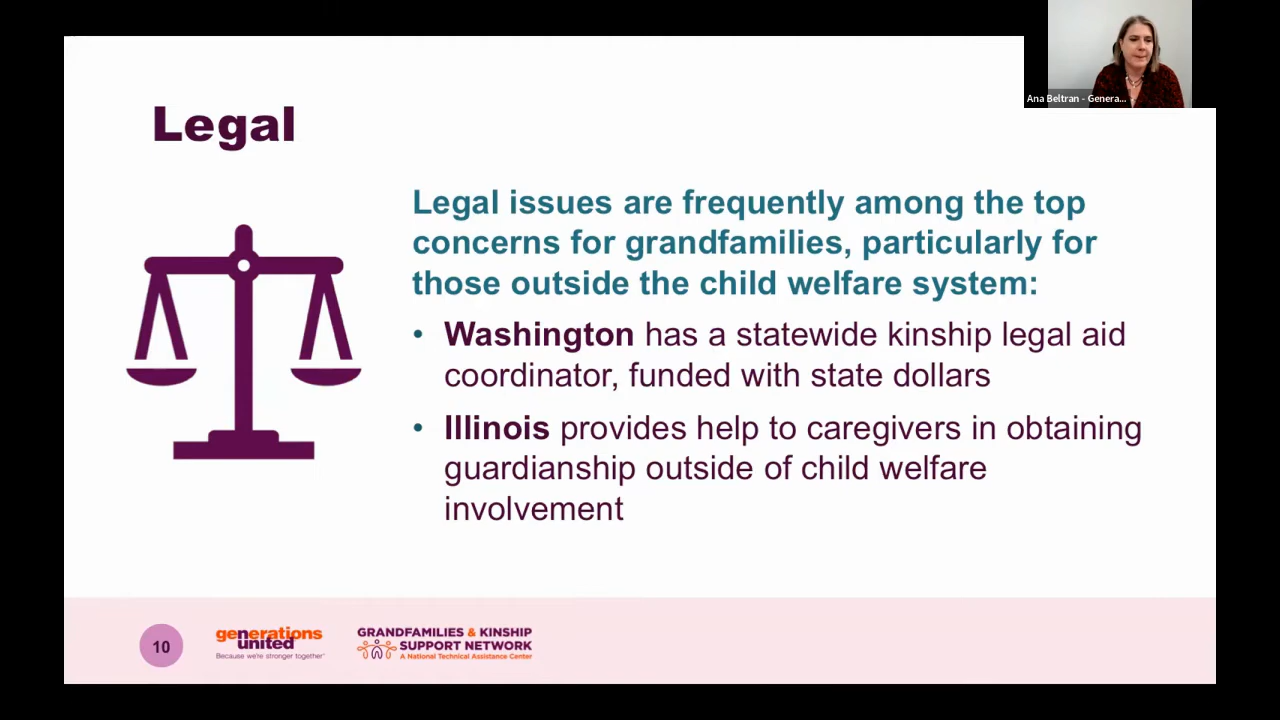 Ana Beltran - Genera...
Legal
Legal issues are frequently among the top
concerns for grandfamilies, particularly for
those outside the child welfare system:
• Washington has a statewide kinship legal aid
coordinator, funded with state dollars
• Illinois provides help to caregivers in obtaining
guardianship outside of child welfare
involvement
10
generations
united
Because we're stronger together®
GRANDFAMILIES & KINSHIP
SUPPORT NETWORK
A National Technical Assistance Center